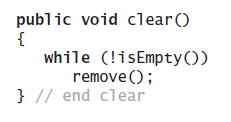 public void clear()
{
while (!isEmpty())
remove();
} // end clear